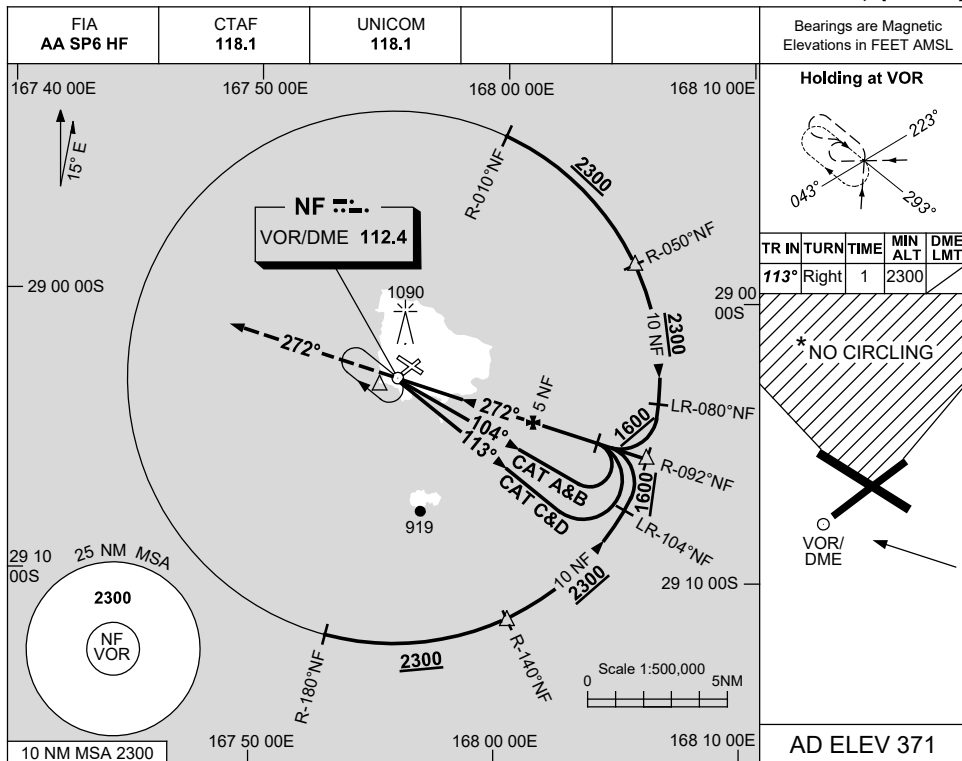 FIA
AA SP6 HF
CTAF
118.1
UNICOM
118.1
Bearings are Magnetic
Elevations in FEET AMSL
167 40 00E
167 50 00E
168 00 00E
168 10 00E
15° E
NF
VOR/DME 112.4
R-010°NF
2300
R-050°NF
10 NF
2300
LR-080°NF
1600
R-092°NF
1600
LR-104°NF
10 NF
2300
R-140°NF
2300
R-180°NF
29 00 00S
29 00
00S
1090
272°
272°
5 NF
104°
CAT A&B
113°
CAT C&D
919
29 10
00S
29 10 00S
25 NM MSA
2300
NF
VOR
10 NM MSA 2300
Scale 1:500,000
0 5NM
167 50 00E
168 00 00E
168 10 00E
Holding at VOR
223°
043°
293°
TR IN TURN TIME MIN ALT DME LMT
113° Right 1 2300
* NO CIRCLING
VOR/
DME
AD ELEV 371